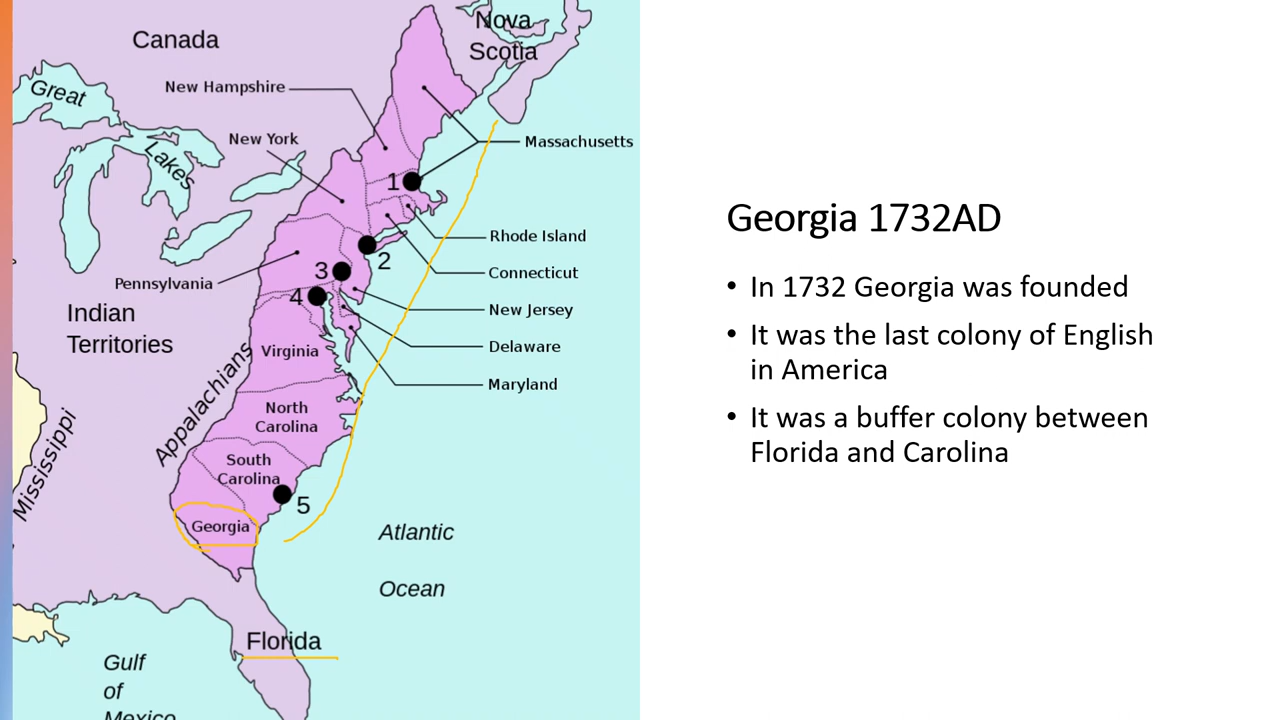 Canada
Nova
Scotia
Great
Lakes
New Hampshire
New York
Massachusetts
1
Rhode Island
2
Connecticut
3
Pennsylvania
4
New Jersey
Indian
Territories
Delaware
Virginia
Maryland
Appalachians
North
Carolina
Mississippi
South
Carolina
5
Georgia
Atlantic
Ocean
Florida
Gulf
of
Mexico
Georgia 1732AD
• In 1732 Georgia was founded
• It was the last colony of English
in America
• It was a buffer colony between
Florida and Carolina